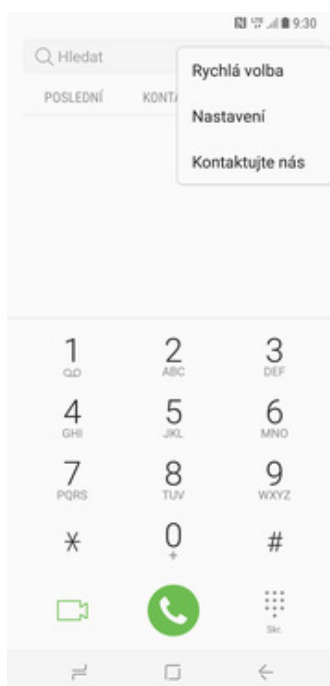 9:30
Hledat
Rychlá volba
POSLEDNÍ KONTA
Nastavení
Kontaktujte nás
1 2 3
ABC DEF
4 5 6
GHI JKL MNO
7 8 9
PQRS TUV WXYZ
* 0 #
+
Skr.